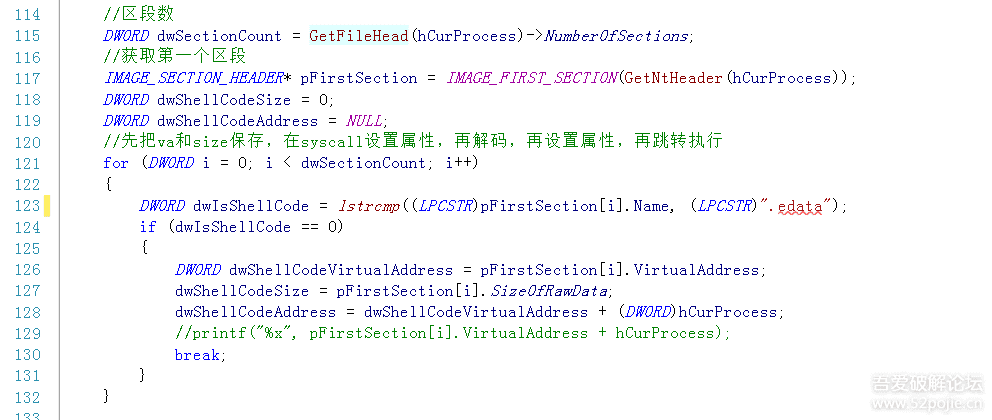 114 //区段数
115 DWORD dwSectionCount = GetFileHead(hCurProcess)->NumberOfSections;
116 //获取第一个区段
117 IMAGE_SECTION_HEADER* pFirstSection = IMAGE_FIRST_SECTION(GetNtHeader(hCurProcess));
118 DWORD dwShellCodeSize = 0;
119 DWORD dwShellCodeAddress = NULL;
120 //先把va和size保存，在syscall设置属性，再解码，再设置属性，再跳转执行
121 for (DWORD i = 0; i < dwSectionCount; i++)
122 {
123 DWORD dwIsShellCode = lstrcmp((LPCSTR)pFirstSection[i].Name, (LPCSTR)".edata");
124 if (dwIsShellCode == 0)
125 {
126 DWORD dwShellCodeVirtualAddress = pFirstSection[i].VirtualAddress;
127 dwShellCodeSize = pFirstSection[i].SizeOfRawData;
128 dwShellCodeAddress = dwShellCodeVirtualAddress + (DWORD)hCurProcess;
129 //printf("%x", pFirstSection[i].VirtualAddress + hCurProcess);
130 break;
131 }
132 }
133
吾爱破解论坛
www.52pojie.cn